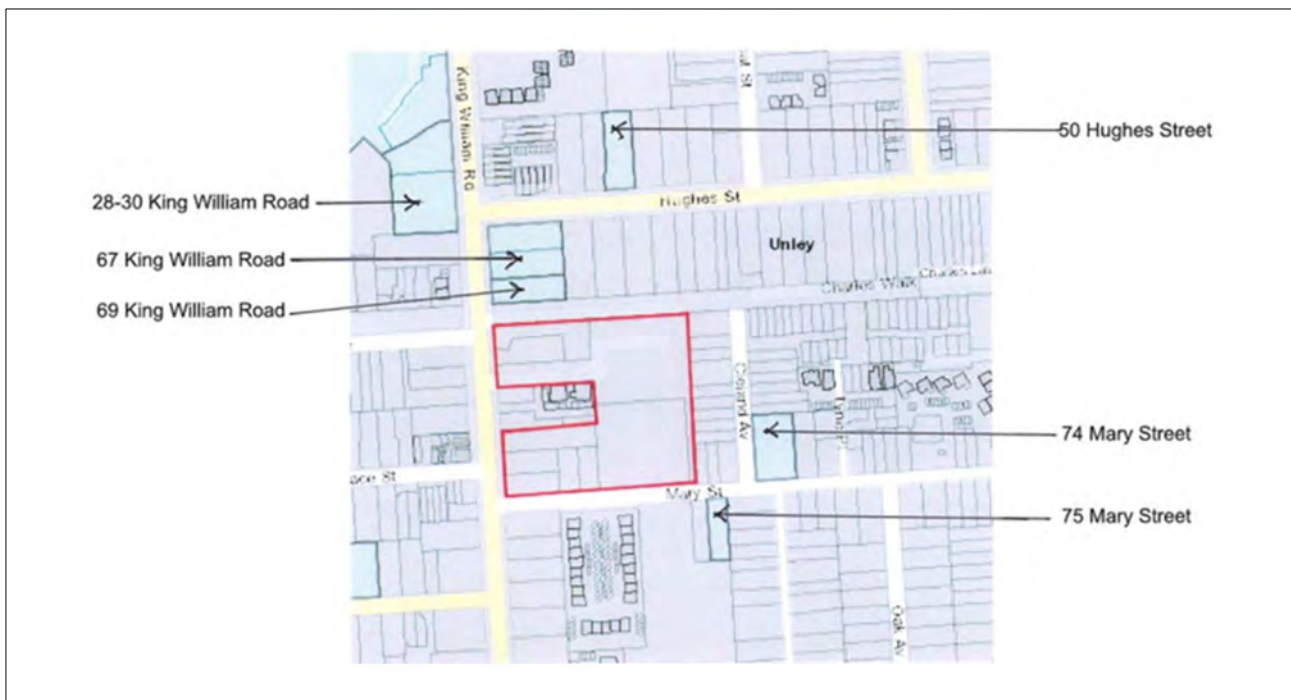 King William Rd
50 Hughes Street
28-30 King William Road
Hughes St
67 King William Road
Unley
69 King William Road
Charles Walk
74 Mary Street
Mary St
75 Mary Street
Oak Av